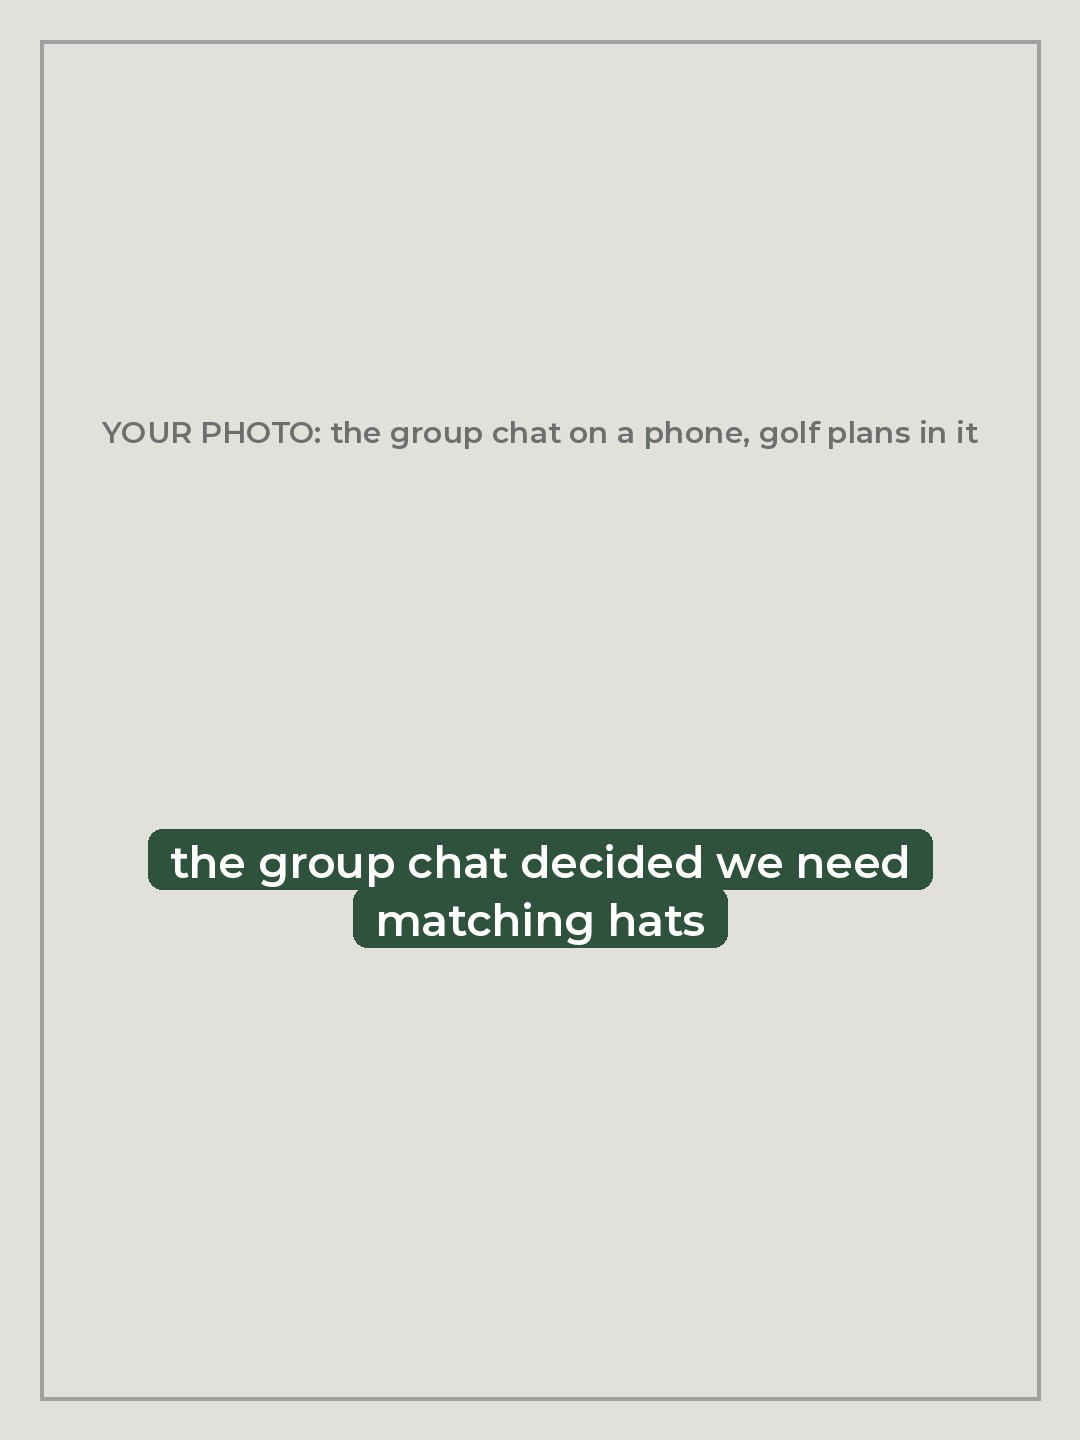 YOUR PHOTO: the group chat on a phone, golf plans in it
the group chat decided we need
matching hats